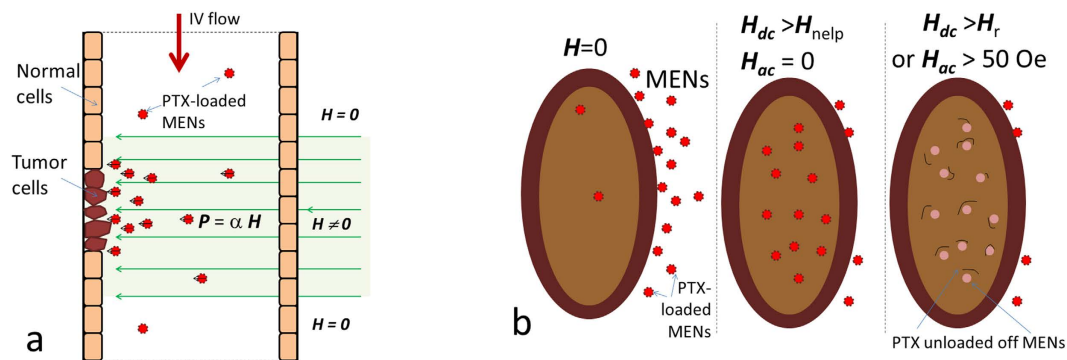 IV flow
Normal
cells
PTX-loaded
MENs
H = 0
Tumor
cells
P = α H
H ≠ 0
H = 0
a
H=0
MENs
PTX-
loaded
MENs
b
Hdc >Hnelp
Hac = 0
Hdc >Hr
or Hac > 50 Oe
PTX unloaded off MENs